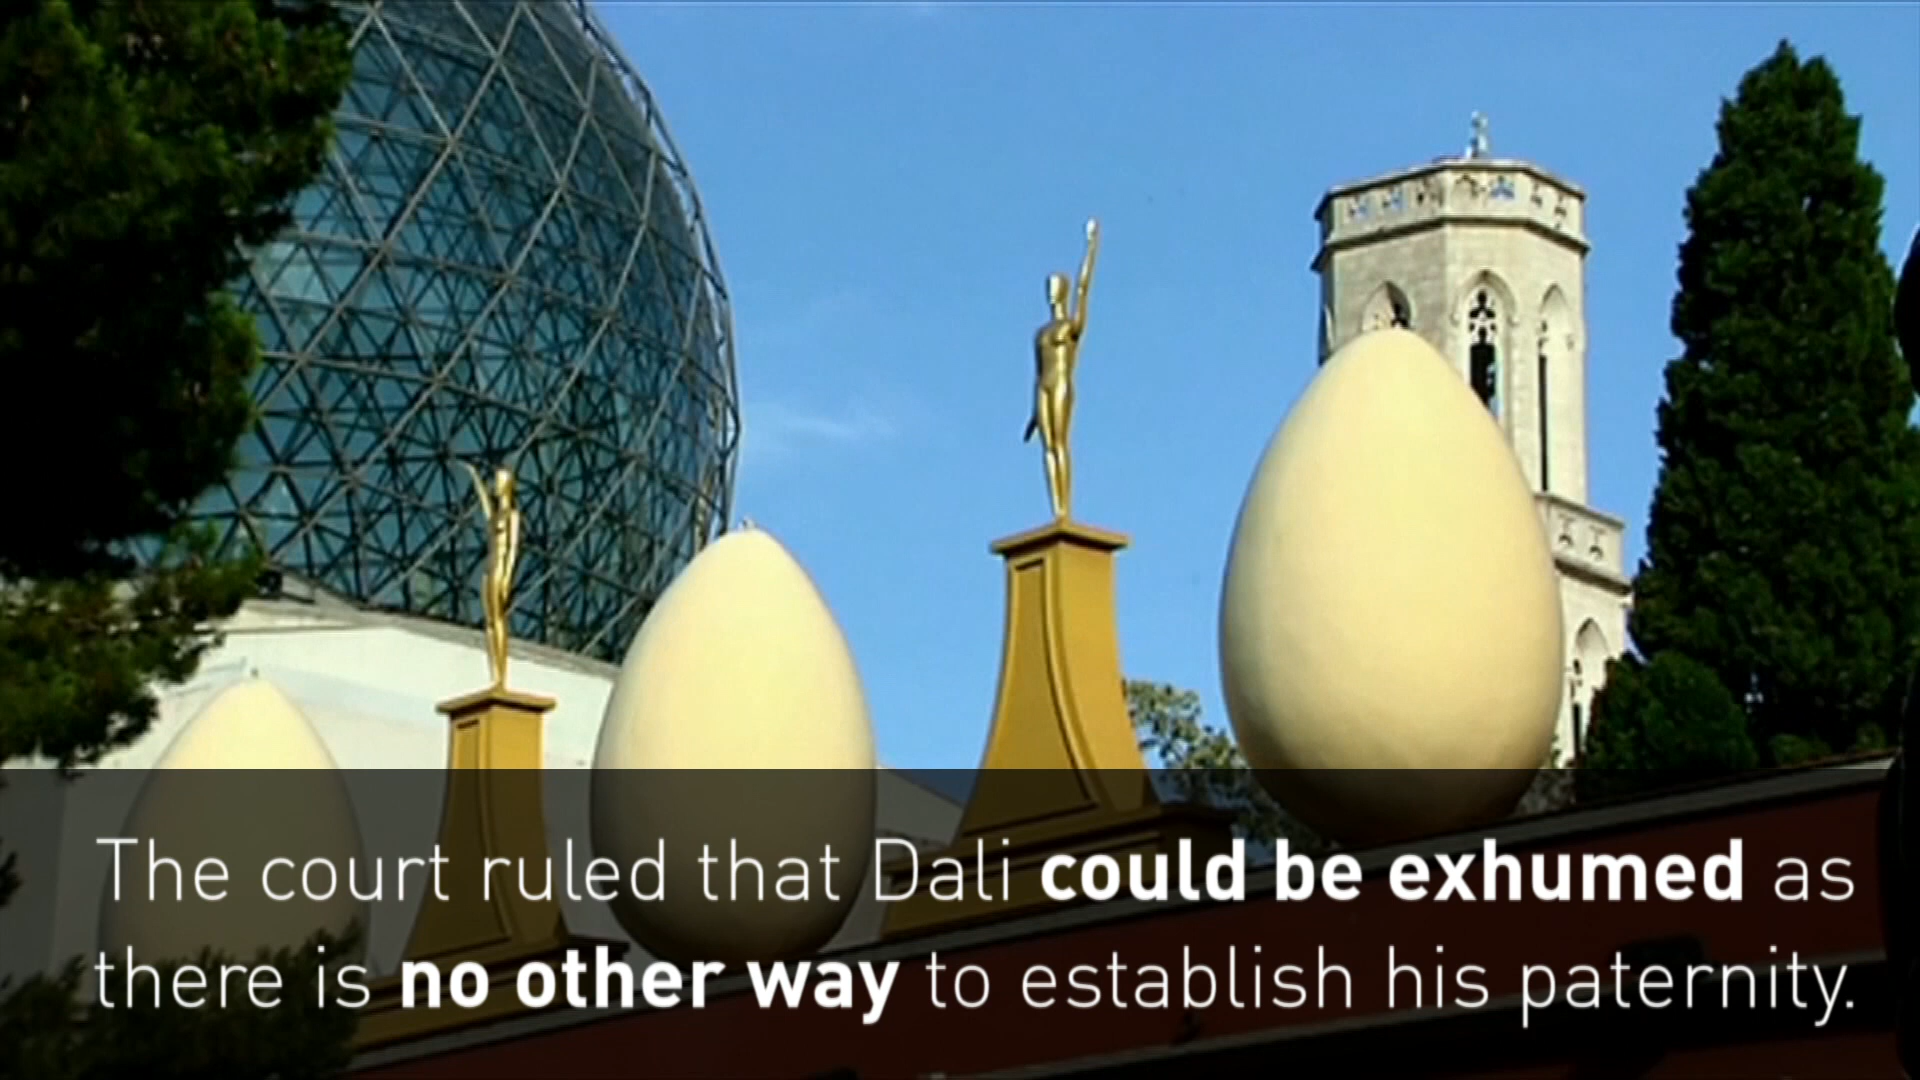 The court ruled that Dali could be exhumed as
there is no other way to establish his paternity.